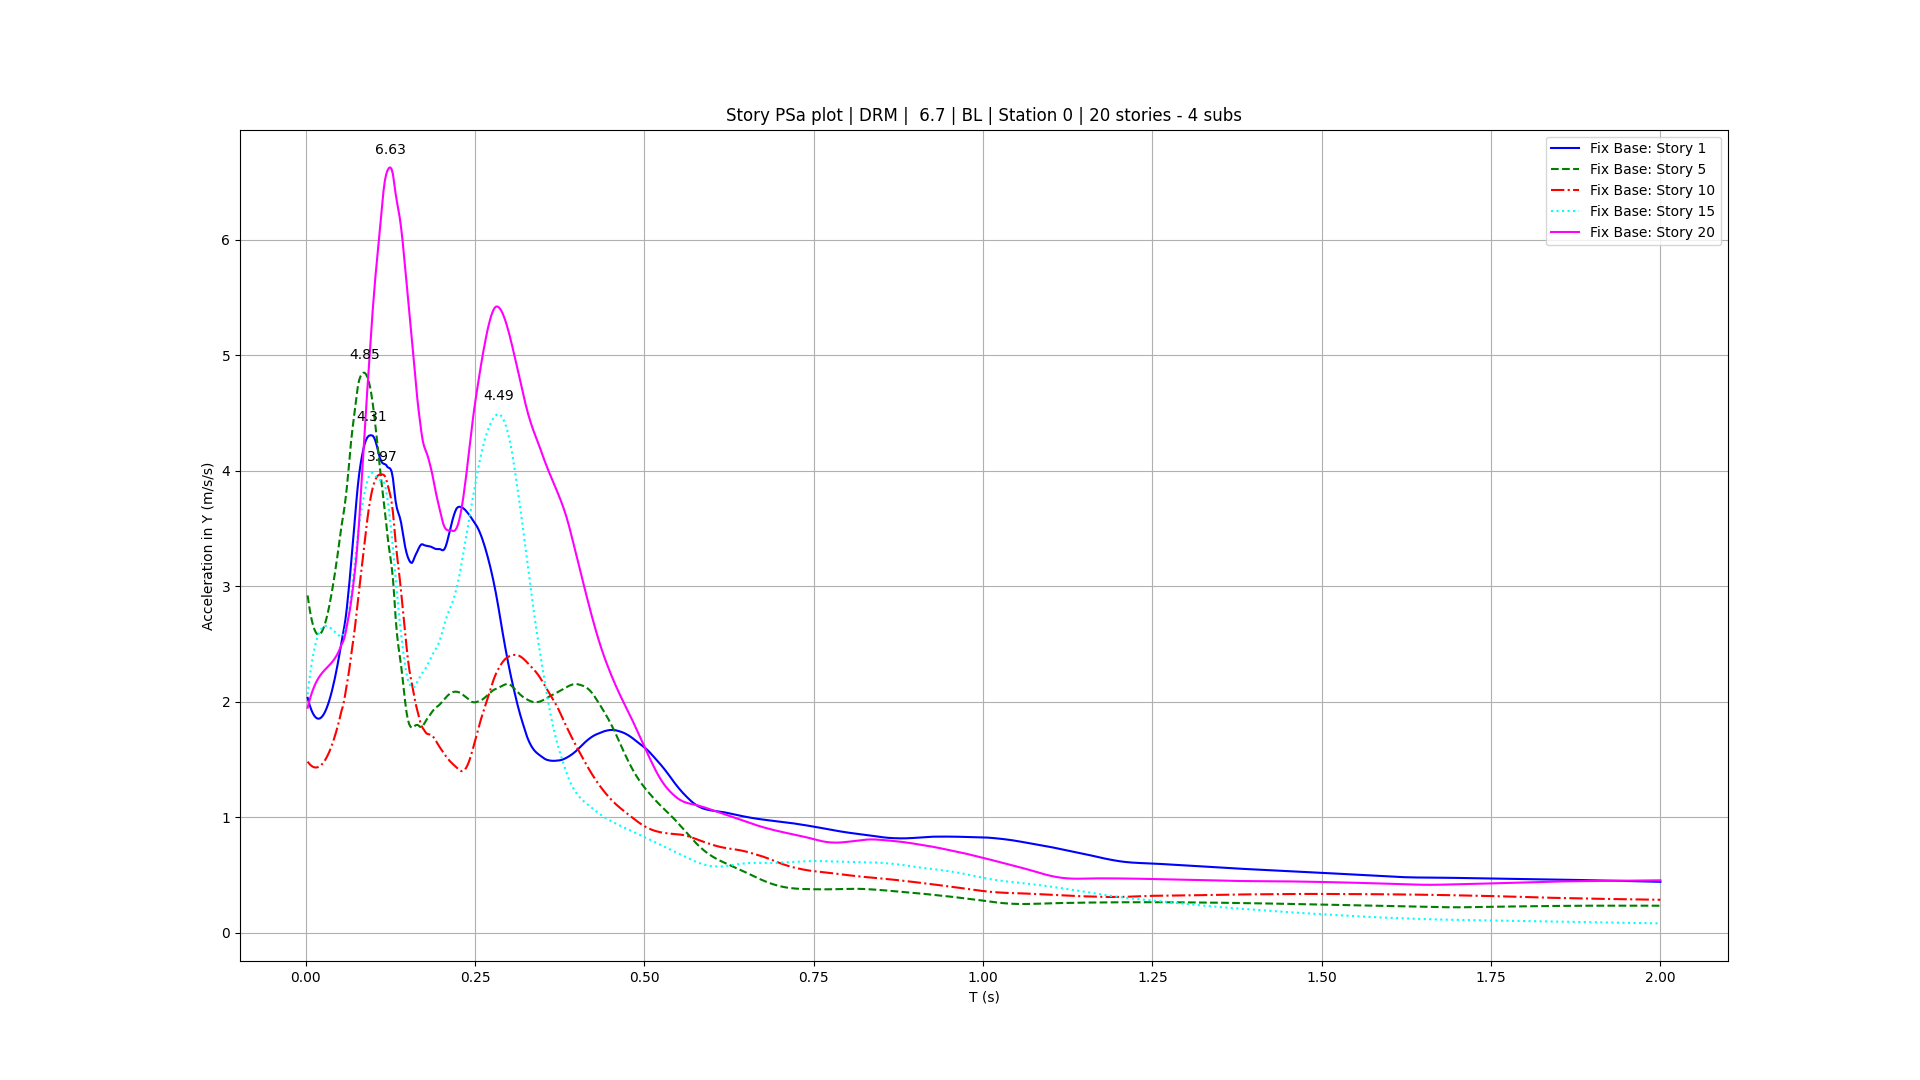 Story PSa plot | DRM |  6.7 | BL | Station 0 | 20 stories - 4 subs
6.63
4.85
4.31
3.97
4.49
Fix Base: Story 1
Fix Base: Story 5
Fix Base: Story 10
Fix Base: Story 15
Fix Base: Story 20
Acceleration in Y (m/s/s)
6
5
4
3
2
1
0
0.00 0.25 0.50 0.75 1.00 1.25 1.50 1.75 2.00
T (s)